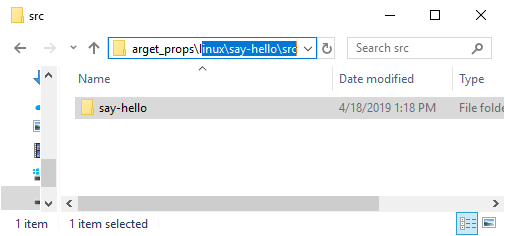 src
arget_props\linux\say-hello\src
Search src
Name Date modified Type
say-hello 4/18/2019 1:18 PM File folde
1 item 1 item selected